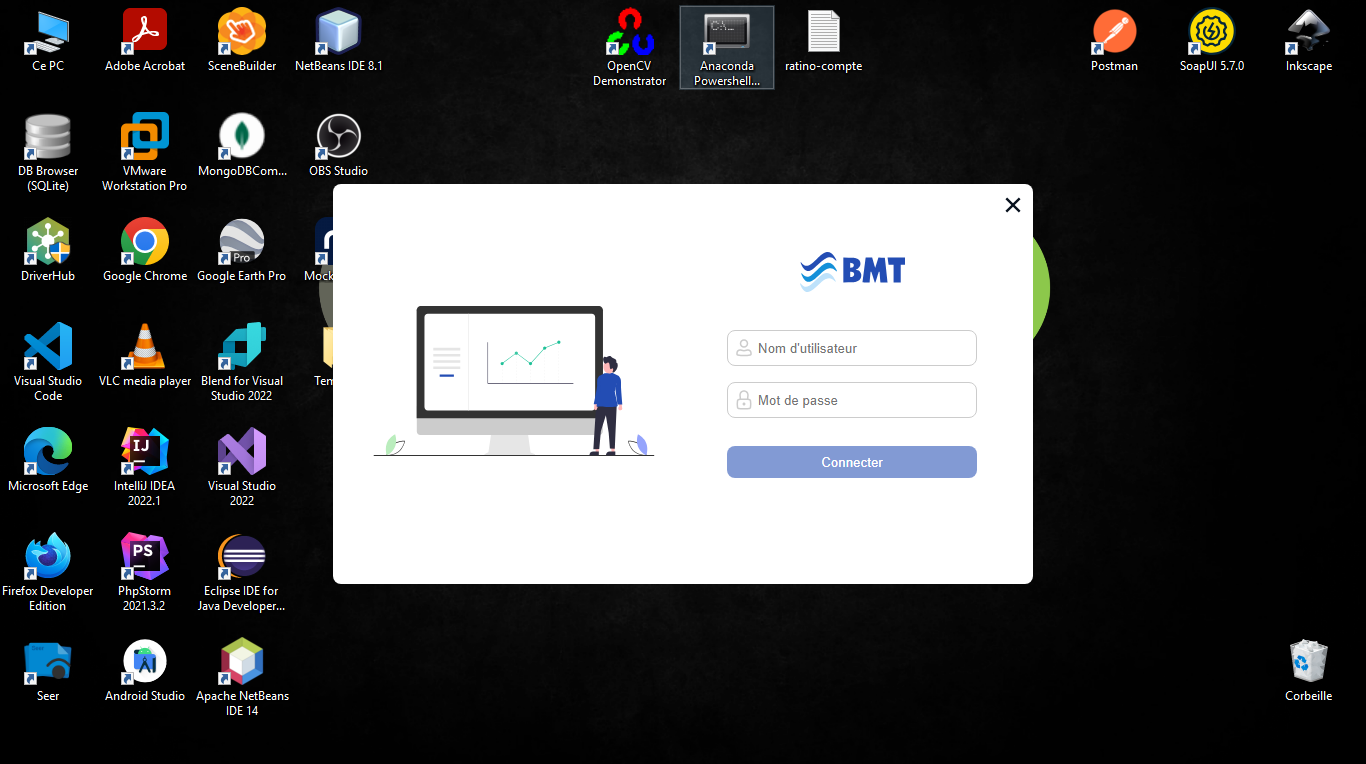 Ce PC
Adobe Acrobat
SceneBuilder
NetBeans IDE 8.1
OpenCV
Demonstrator
Anaconda
Powershell...
ratino-compte
Postman
SoapUI 5.7.0
Inkscape
DB Browser
(SQLite)
VMware
Workstation Pro
MongoDBCom...
OBS Studio
DriverHub
Google Chrome
Pro
Google Earth Pro
Mock
Visual Studio
Code
VLC media player
Blend for Visual
Studio 2022
Tem
Microsoft Edge
IJ
IntelliJ IDEA
2022.1
Visual Studio
2022
Firefox Developer
Edition
PS
PhpStorm
2021.3.2
Eclipse IDE for
Java Developer...
Seer
Seer
Android Studio
Apache NetBeans
IDE 14
BMT
Nom d'utilisateur
Mot de passe
Connecter
Corbeille